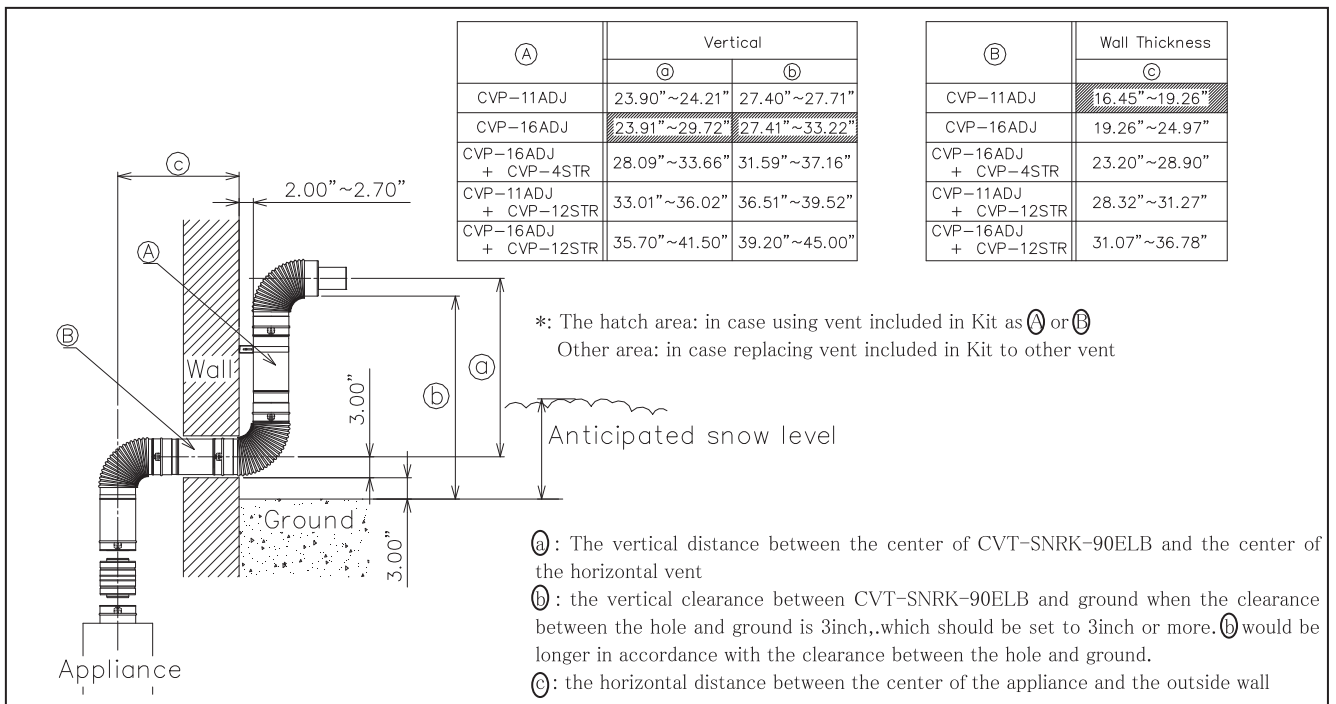 Ⓐ Vertical
ⓐ ⓑ
CVP-11ADJ 23.90"~24.21" 27.40"~27.71"
CVP-16ADJ 23.91"~29.72" 27.41"~33.22"
CVP-16ADJ
+ CVP-4STR 28.09"~33.66" 31.59"~37.16"
CVP-11ADJ
+ CVP-12STR 33.01"~36.02" 36.51"~39.52"
CVP-16ADJ
+ CVP-12STR 35.70"~41.50" 39.20"~45.00"
Ⓑ Wall Thickness
ⓒ
CVP-11ADJ 16.45"~19.26"
CVP-16ADJ 19.26"~24.97"
CVP-16ADJ
+ CVP-4STR 23.20"~28.90"
CVP-11ADJ
+ CVP-12STR 28.32"~31.27"
CVP-16ADJ
+ CVP-12STR 31.07"~36.78"
ⓒ
2.00"~2.70"
Ⓐ
Ⓑ
Wall
3.00"
ⓑ
ⓐ
Anticipated snow level
Ground
3.00"
Appliance
*: The hatch area: in case using vent included in Kit as Ⓐ or Ⓑ
Other area: in case replacing vent included in Kit to other vent
ⓐ: The vertical distance between the center of CVT-SNRK-90ELB and the center of
the horizontal vent
ⓑ: the vertical clearance between CVT-SNRK-90ELB and ground when the clearance
between the hole and ground is 3inch,.which should be set to 3inch or more. ⓑ would be
longer in accordance with the clearance between the hole and ground.
ⓒ: the horizontal distance between the center of the appliance and the outside wall